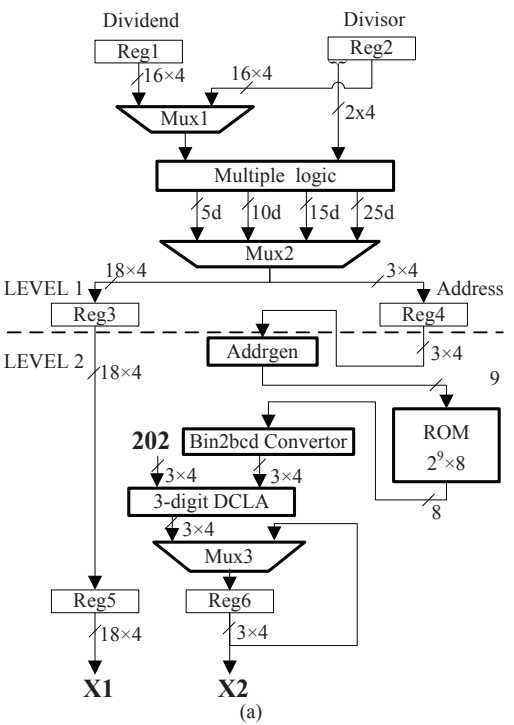 Dividend
Divisor
Reg1
Reg2
16×4
16×4
Mux1
2x4
Multiple logic
5d
10d
15d
25d
Mux2
18×4
3×4
LEVEL 1
Address
Reg3
Reg4
LEVEL 2
Addrgen
3×4
18×4
9
202
Bin2bcd Convertor
ROM
2⁹×8
3×4
3×4
3-digit DCLA
8
3×4
Mux3
Reg5
Reg6
18×4
3×4
X1
X2
(a)